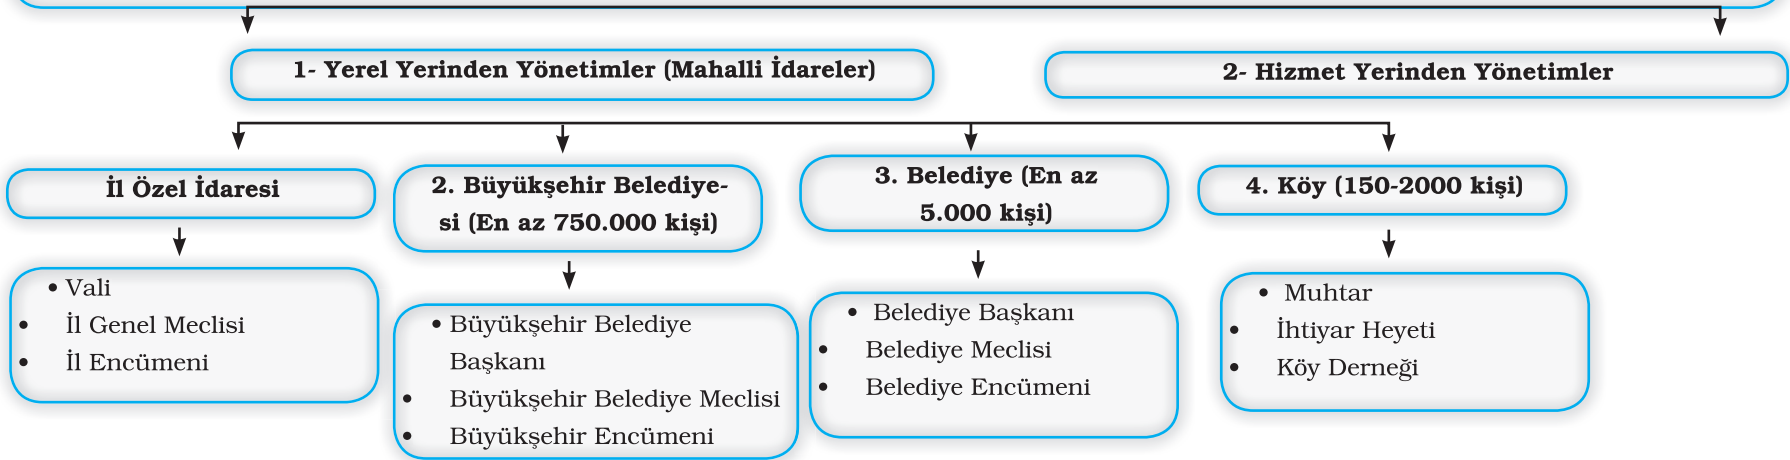 1- Yerel Yerinden Yönetimler (Mahalli İdareler)
2- Hizmet Yerinden Yönetimler
İl Özel İdaresi
• Vali
• İl Genel Meclisi
• İl Encümeni
2. Büyükşehir Belediye-
si (En az 750.000 kişi)
• Büyükşehir Belediye
Başkanı
• Büyükşehir Belediye Meclisi
• Büyükşehir Encümeni
3. Belediye (En az
5.000 kişi)
• Belediye Başkanı
• Belediye Meclisi
• Belediye Encümeni
4. Köy (150-2000 kişi)
• Muhtar
• İhtiyar Heyeti
• Köy Derneği